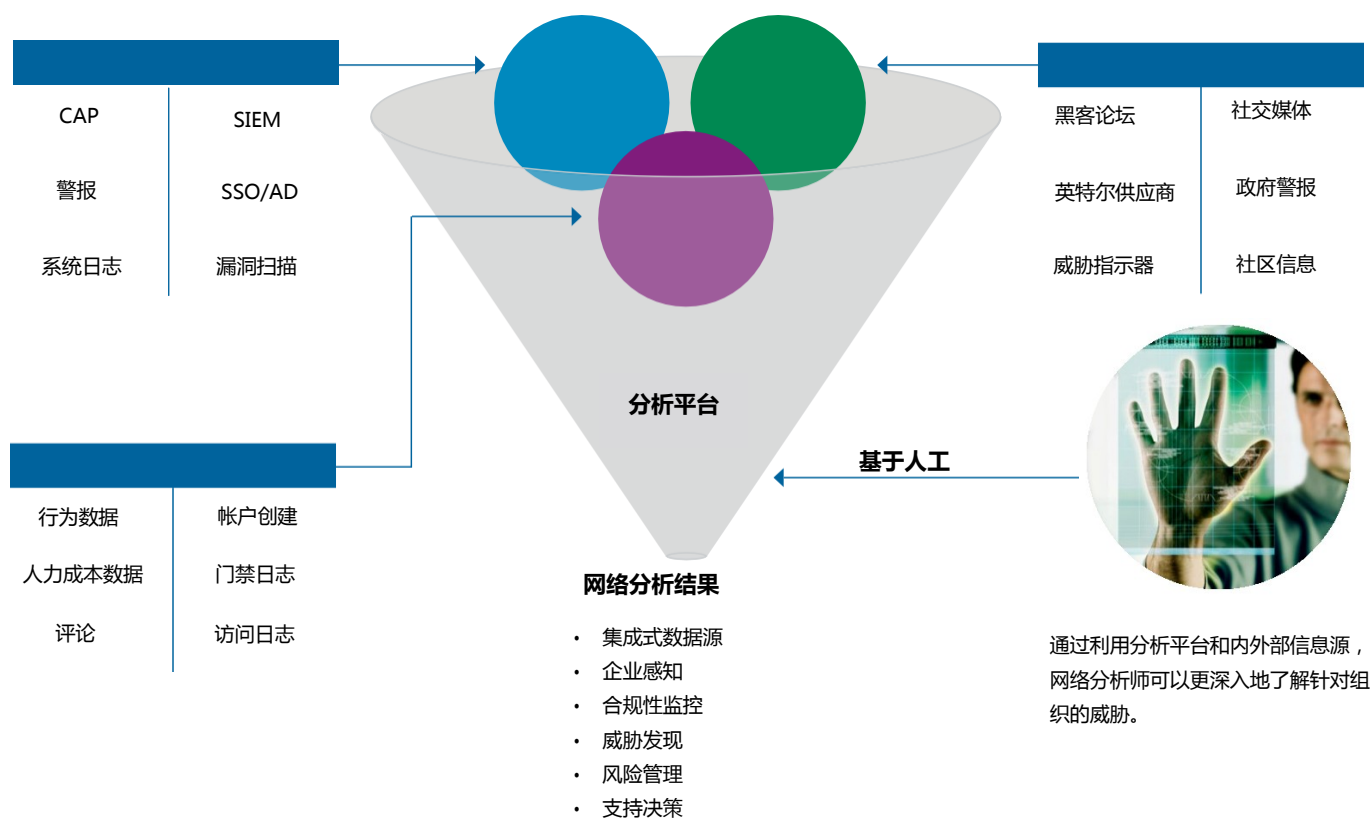 CAP
SIEM
警报
SSO/AD
系统日志
漏洞扫描
黑客论坛
社交媒体
英特尔供应商
政府警报
威胁指示器
社区信息
行为数据
帐户创建
人力成本数据
门禁日志
评论
访问日志
分析平台
基于人工
网络分析结果
• 集成式数据源
• 企业感知
• 合规性监控
• 威胁发现
• 风险管理
• 支持决策
通过利用分析平台和内外部信息源，
网络分析师可以更深入地了解针对组
织的威胁。